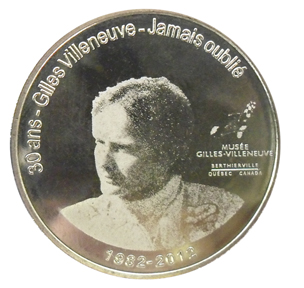 30 ans - Gilles Villeneuve - Jamais oublié
MUSÉE
GILLES-VILLENEUVE
BERTHIERVILLE
QUÉBEC CANADA
1982-2012